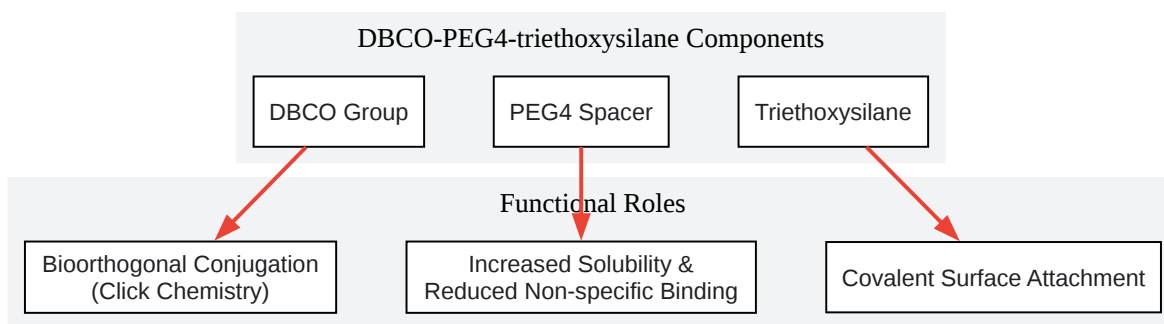 DBCO-PEG4-triethoxysilane Components
DBCO Group
PEG4 Spacer
Triethoxysilane
Functional Roles
Bioorthogonal Conjugation
(Click Chemistry)
Increased Solubility &
Reduced Non-specific Binding
Covalent Surface Attachment